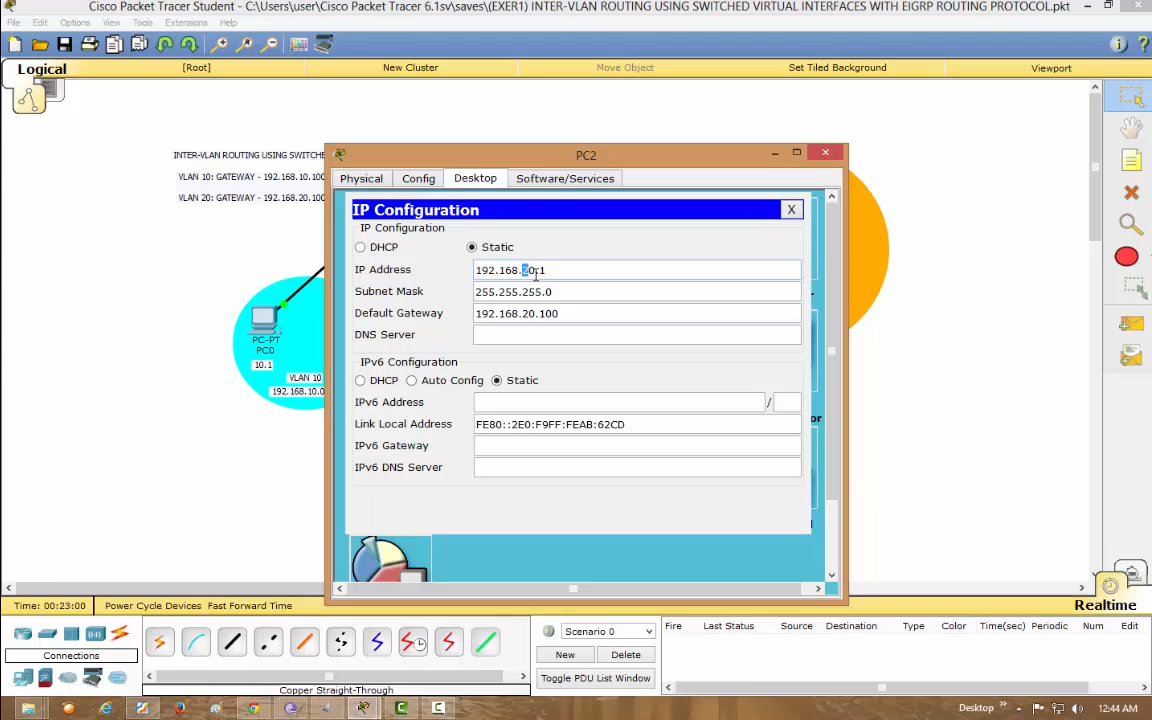 Cisco Packet Tracer Student - C:\Users\user\Cisco Packet Tracer 6.1sv\saves\(EXER1) INTER-VLAN ROUTING USING SWITCHED VIRTUAL INTERFACES WITH EIGRP ROUTING PROTOCOL.pkt
File Edit Options View Tools Extensions Help
Logical [Root] New Cluster Move Object Set Tiled Background Viewport
INTER-VLAN ROUTING USING SWITCHE
VLAN 10: GATEWAY - 192.168.10.100
VLAN 20: GATEWAY - 192.168.20.100
PC-PT
PC0
10.1
VLAN 10
192.168.10.0
PC2
Physical Config Desktop Software/Services
IP Configuration X
IP Configuration
DHCP Static
IP Address 192.168.20.1
Subnet Mask 255.255.255.0
Default Gateway 192.168.20.100
DNS Server
IPv6 Configuration
DHCP Auto Config Static
IPv6 Address /
Link Local Address FE80::2E0:F9FF:FEAB:62CD
IPv6 Gateway
IPv6 DNS Server
or
Time: 00:23:00 Power Cycle Devices Fast Forward Time Realtime
Connections
Copper Straight-Through
Scenario 0
New Delete
Toggle PDU List Window
Fire Last Status Source Destination Type Color Time(sec) Periodic Num Edit
Desktop 12:44 AM